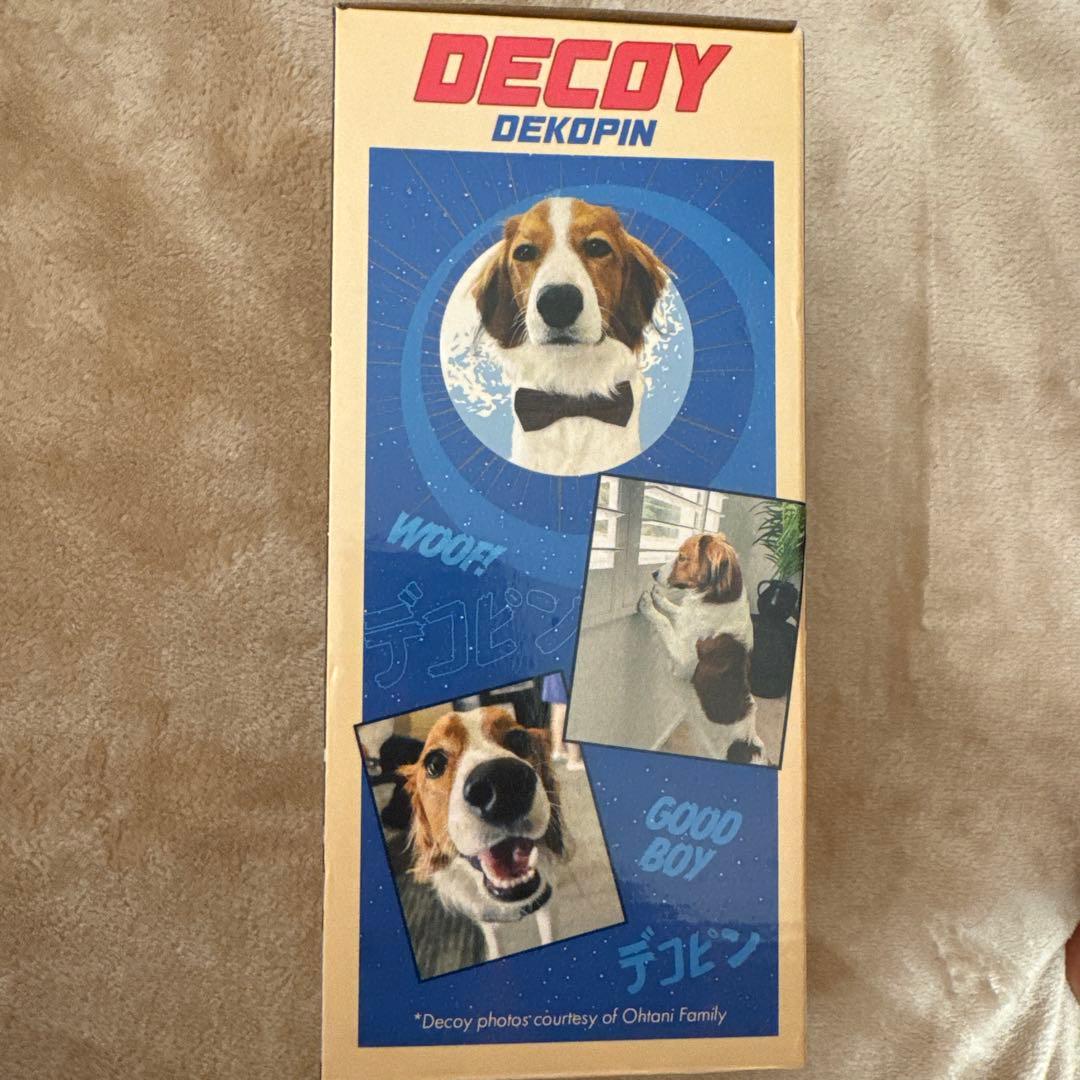 DECOY
DEKOPIN
WOOF!
デコピン
GOOD
BOY
デコピン
*Decoy photos courtesy of Ohtani Family